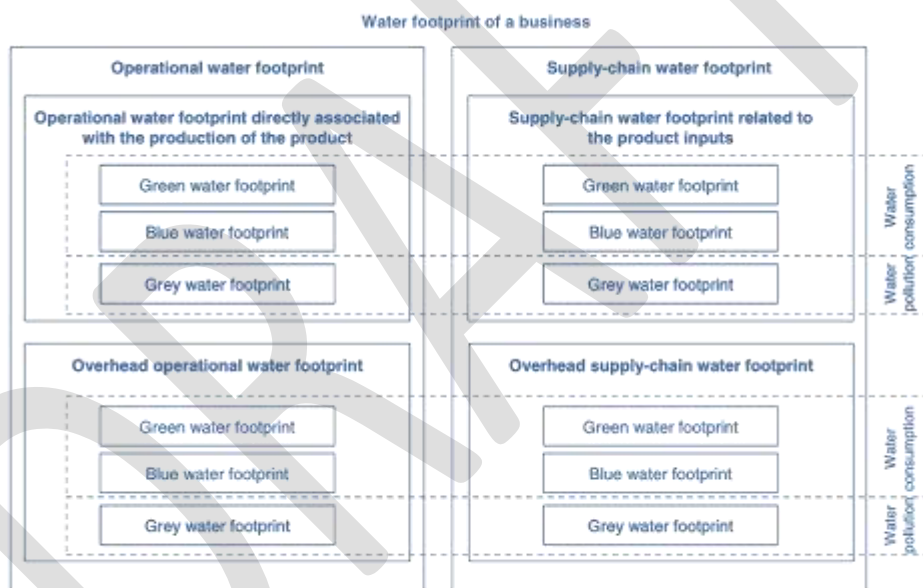 Water footprint of a business
Operational water footprint
Operational water footprint directly associated
with the production of the product
Green water footprint
Blue water footprint
Grey water footprint
Overhead operational water footprint
Green water footprint
Blue water footprint
Grey water footprint
Supply-chain water footprint
Supply-chain water footprint related to
the product inputs
Green water footprint
Blue water footprint
Grey water footprint
Overhead supply-chain water footprint
Green water footprint
Blue water footprint
Grey water footprint
Water
consumption
Water
pollution
Water
consumption
Water
pollution
DRAFT